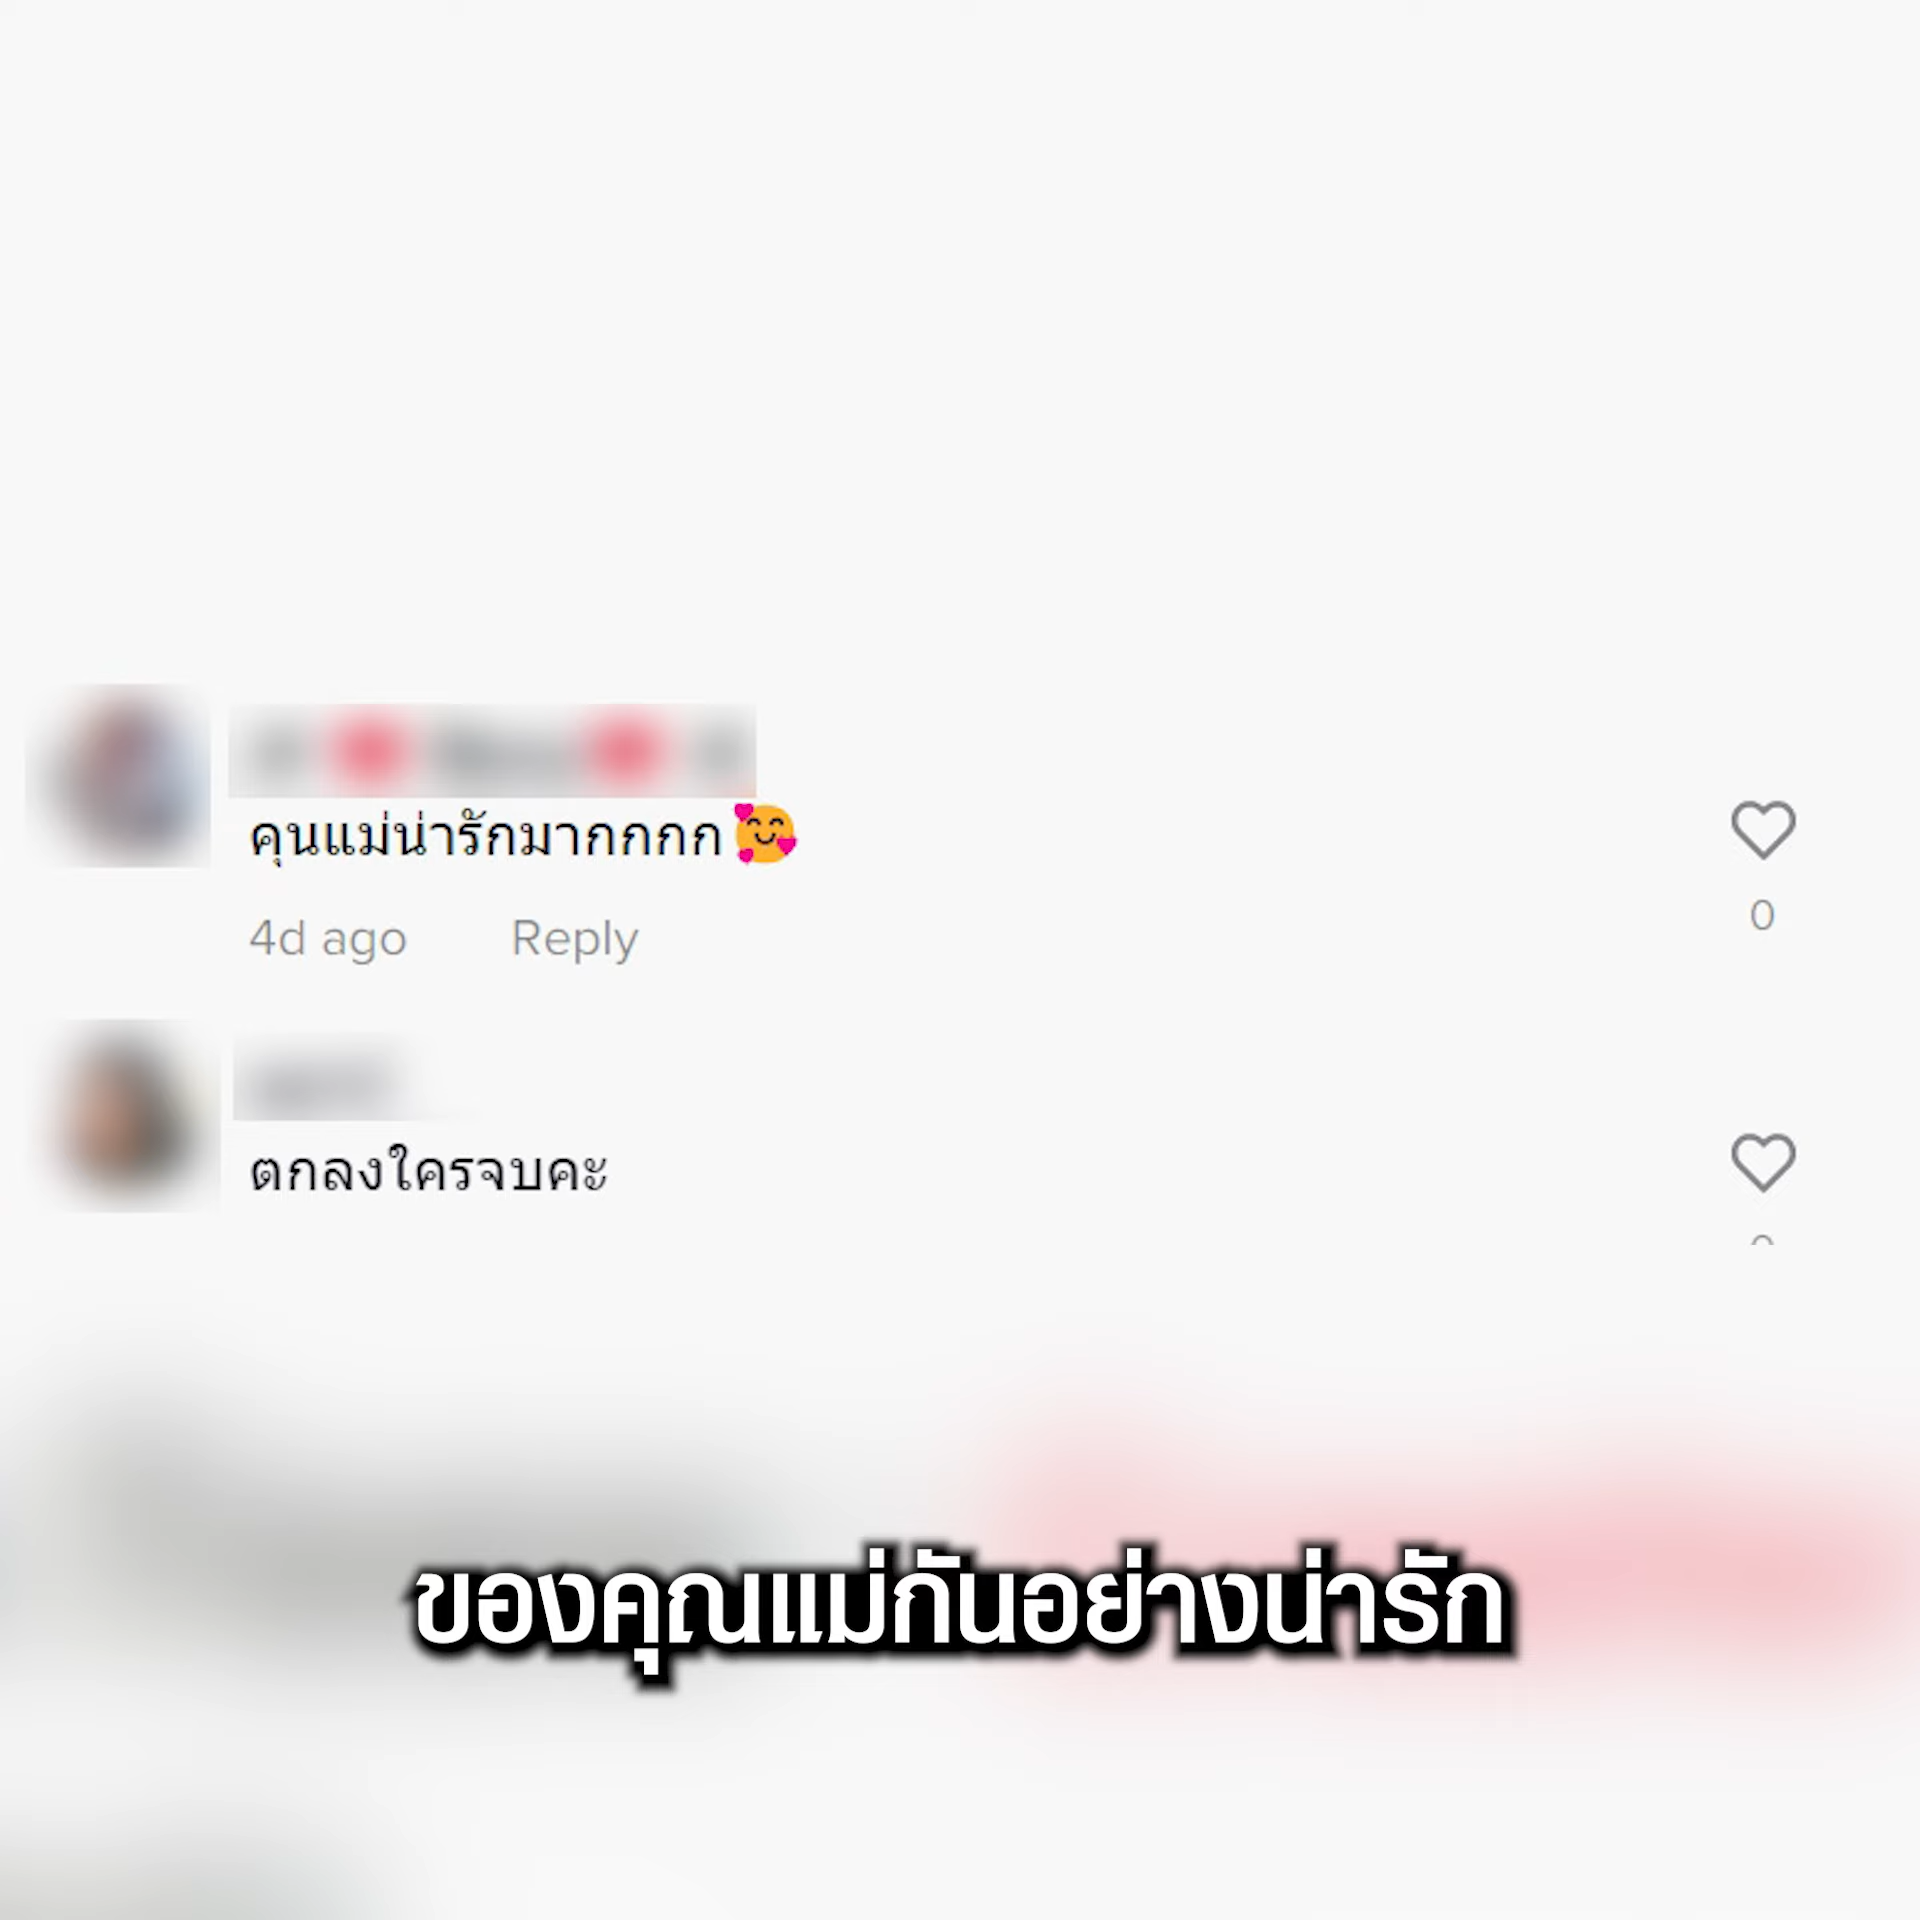 คุนแม่น่ารักมากกกก🥰
4d ago Reply
0
ตกลงใครจบคะ
ของคุณแม่กันอย่างน่ารัก